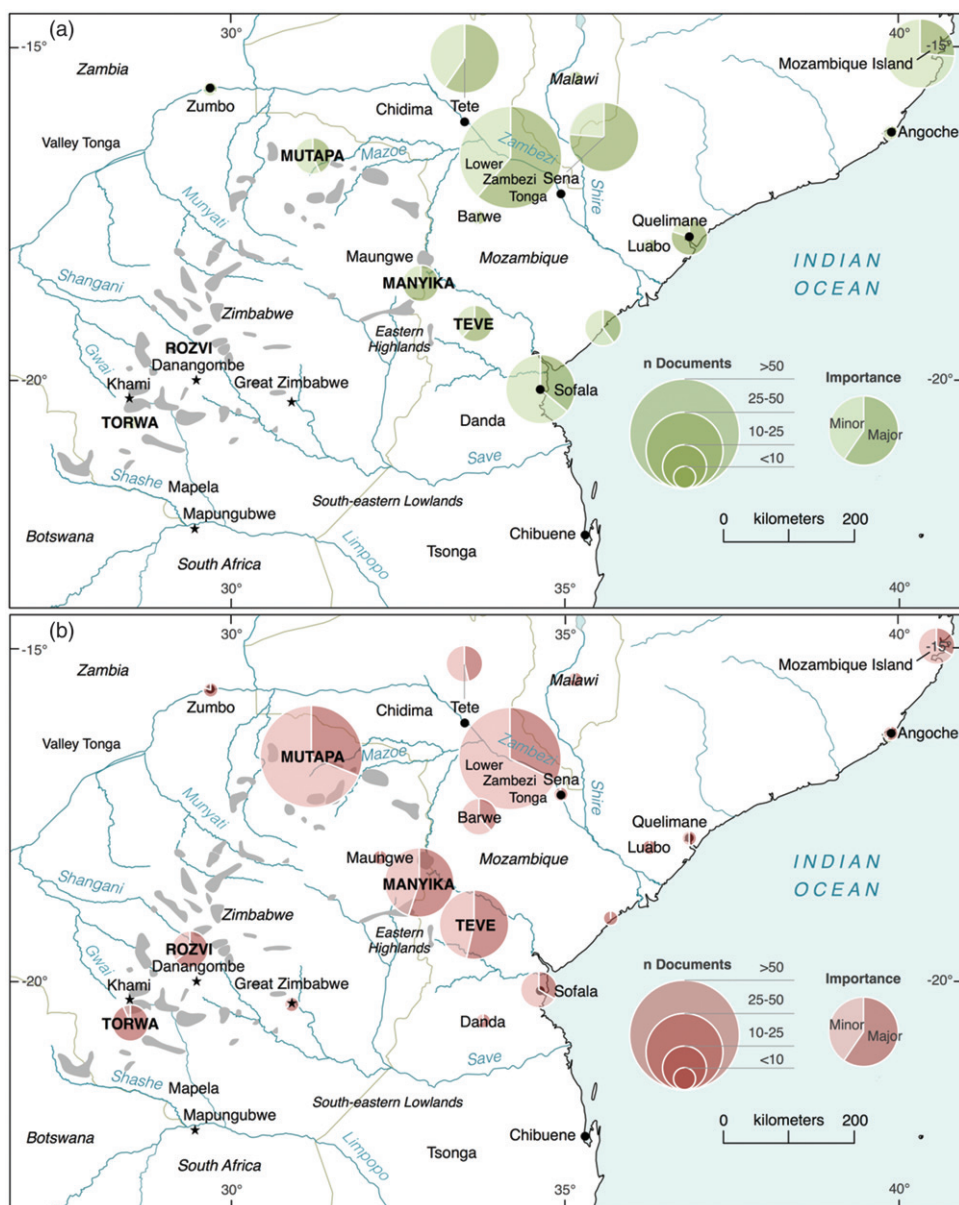 (a)
30°
35°
40°
-15°
-15°
Zambia
Malawi
Mozambique Island
Zumbo
Chidima
Tete
Angoche
Valley Tonga
MUTAPA
Mazoe
Zambezi
Lower
Zambezi
Tonga
Sena
Shire
Munyati
Barwe
Quelimane
Luabo
Maungwe
Mozambique
MANYIKA
INDIAN
OCEAN
Shangani
Zimbabwe
TEVE
Eastern
Highlands
ROZVI
Danangombe
Gwai
Khami
Great Zimbabwe
TORWA
-20°
-20°
Sofala
Danda
Save
n Documents
>50
25-50
10-25
<10
Importance
Minor
Major
Shashe
Mapela
Mapungubwe
South-eastern Lowlands
0 kilometers 200
Botswana
South Africa
Limpopo
Tsonga
Chibuene
30°
35°
40°
(b)
30°
35°
40°
-15°
-15°
Zambia
Malawi
Mozambique Island
Zumbo
Chidima
Tete
Angoche
Valley Tonga
MUTAPA
Mazoe
Zambezi
Lower
Zambezi
Tonga
Sena
Shire
Munyati
Barwe
Quelimane
Luabo
Maungwe
Mozambique
MANYIKA
INDIAN
OCEAN
Shangani
Zimbabwe
TEVE
Eastern
Highlands
ROZVI
Danangombe
Gwai
Khami
Great Zimbabwe
TORWA
-20°
-20°
Sofala
Danda
Save
n Documents
>50
25-50
10-25
<10
Importance
Minor
Major
Shashe
Mapela
Mapungubwe
South-eastern Lowlands
0 kilometers 200
Botswana
South Africa
Limpopo
Tsonga
Chibuene
30°
35°
40°